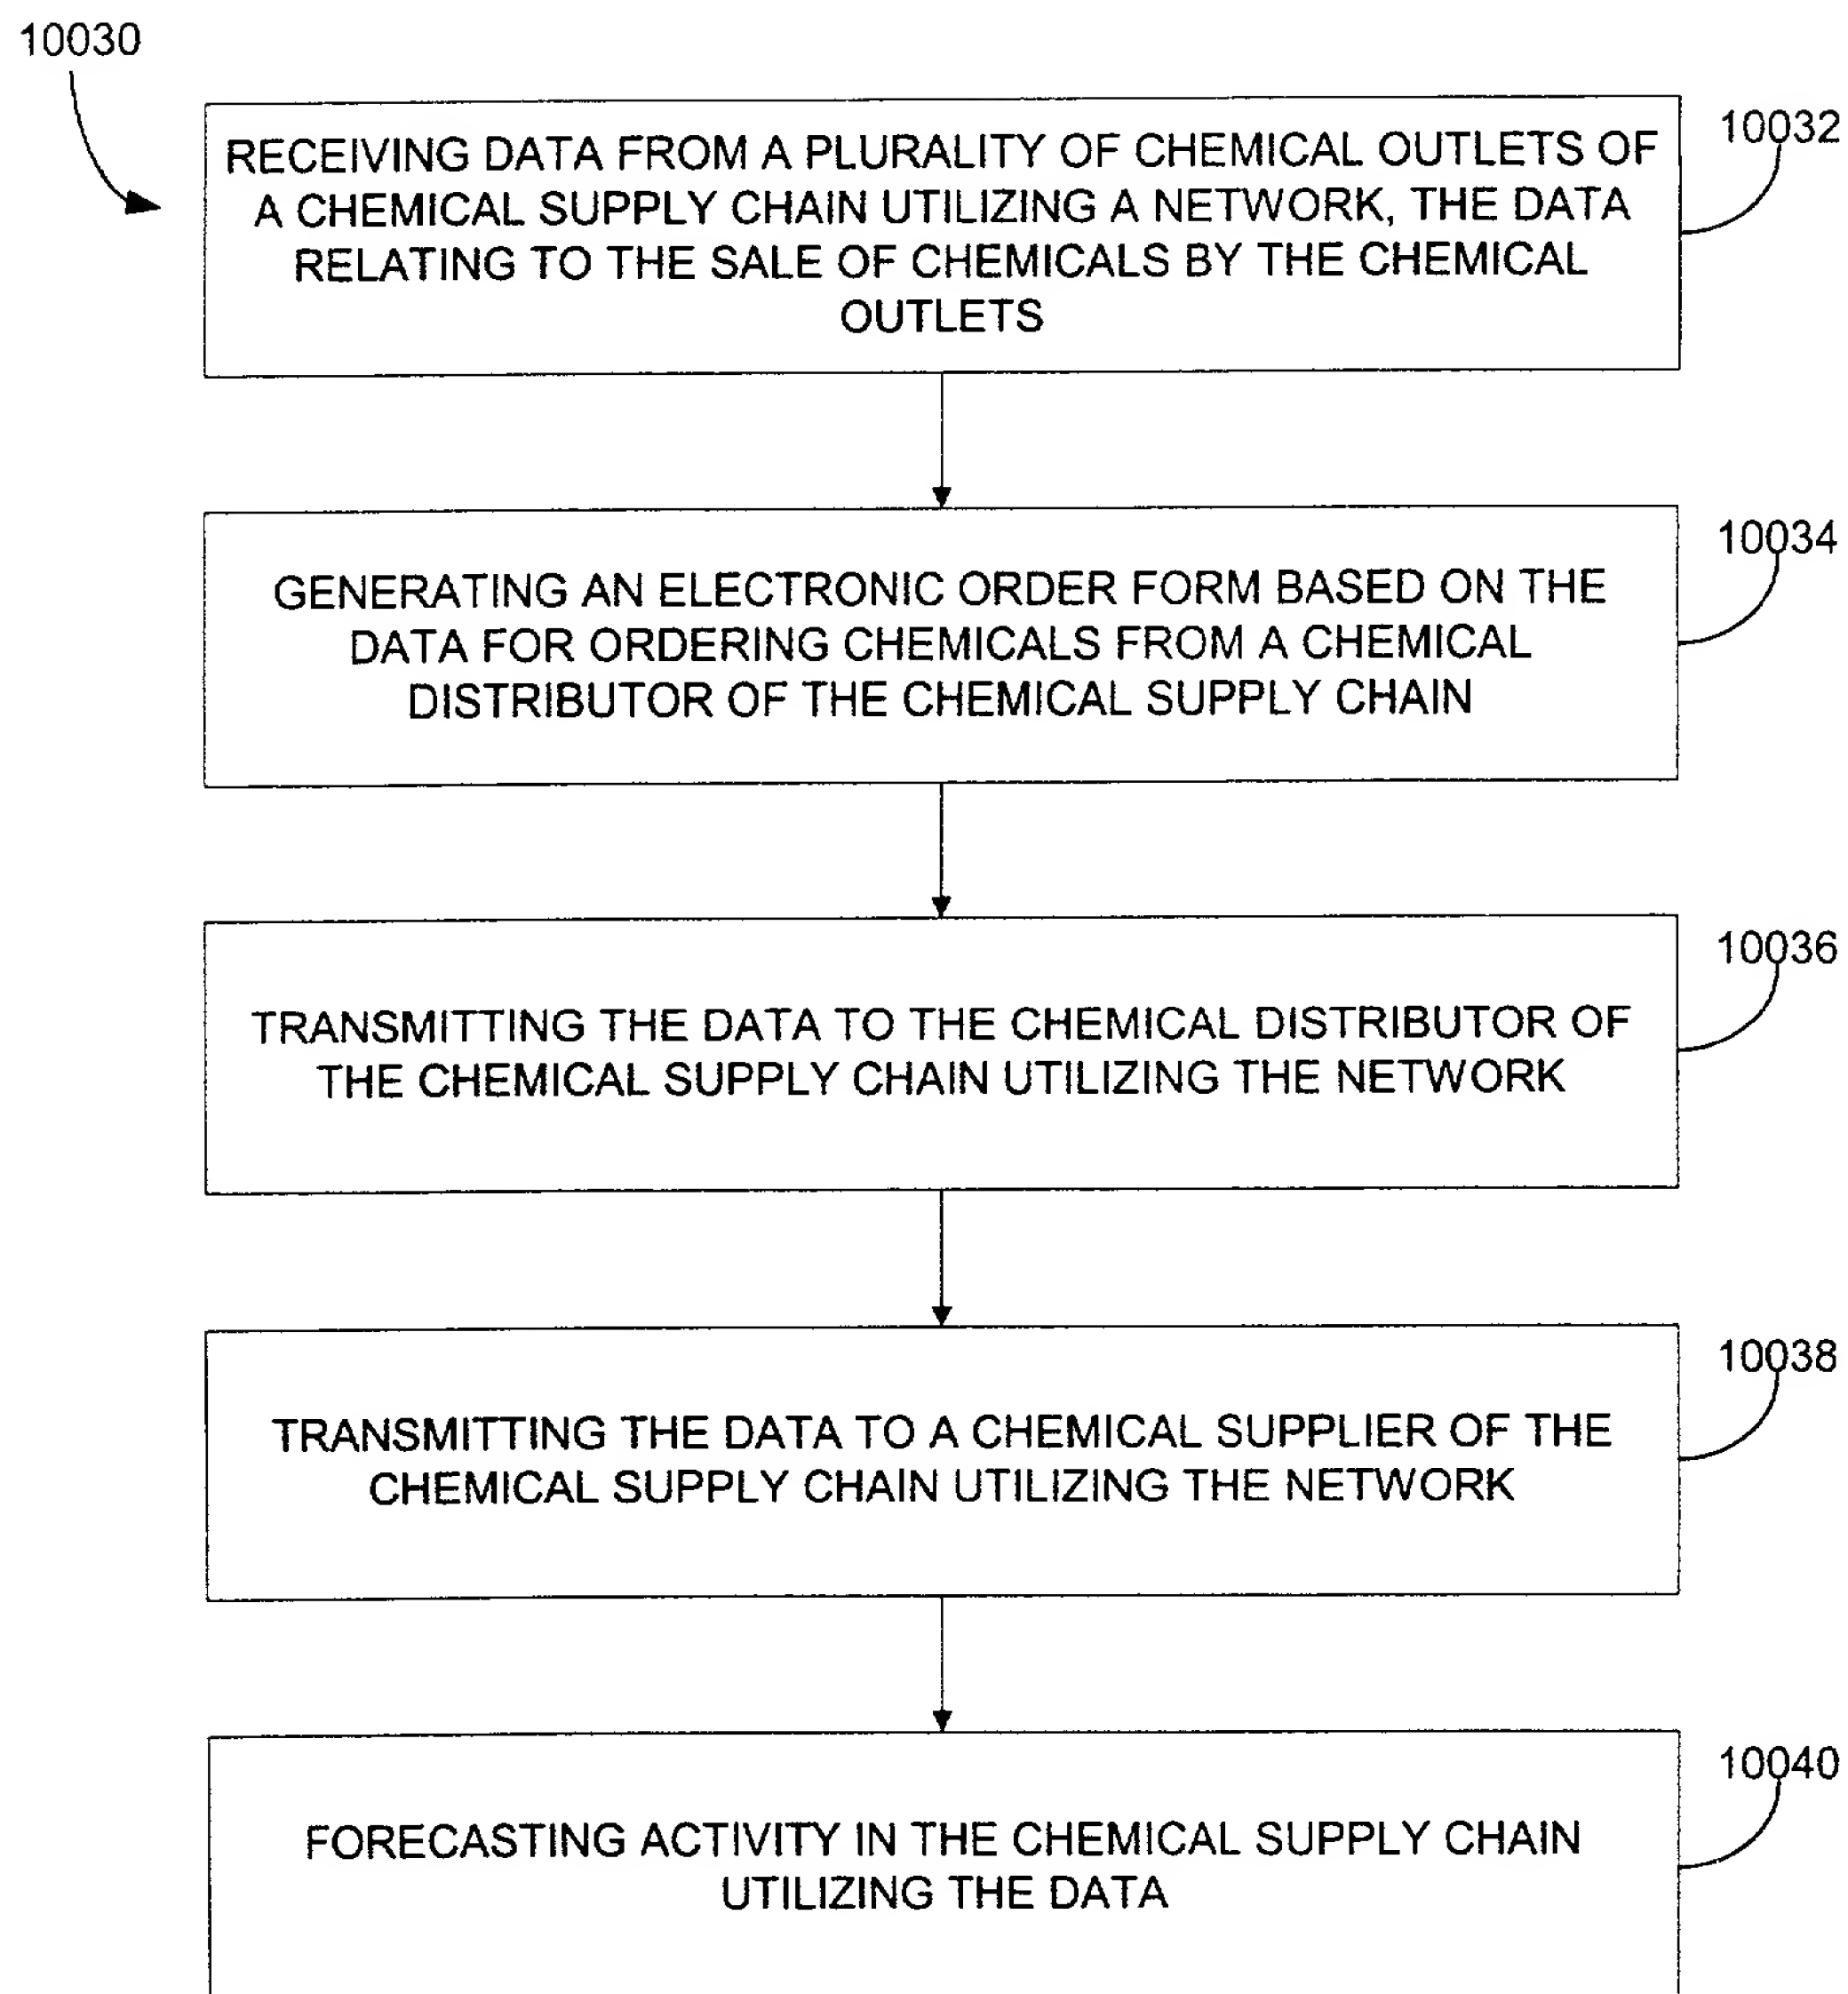 10030
10032
RECEIVING DATA FROM A PLURALITY OF CHEMICAL OUTLETS OF
A CHEMICAL SUPPLY CHAIN UTILIZING A NETWORK, THE DATA
RELATING TO THE SALE OF CHEMICALS BY THE CHEMICAL
OUTLETS
10034
GENERATING AN ELECTRONIC ORDER FORM BASED ON THE
DATA FOR ORDERING CHEMICALS FROM A CHEMICAL
DISTRIBUTOR OF THE CHEMICAL SUPPLY CHAIN
10036
TRANSMITTING THE DATA TO THE CHEMICAL DISTRIBUTOR OF
THE CHEMICAL SUPPLY CHAIN UTILIZING THE NETWORK
10038
TRANSMITTING THE DATA TO A CHEMICAL SUPPLIER OF THE
CHEMICAL SUPPLY CHAIN UTILIZING THE NETWORK
10040
FORECASTING ACTIVITY IN THE CHEMICAL SUPPLY CHAIN
UTILIZING THE DATA